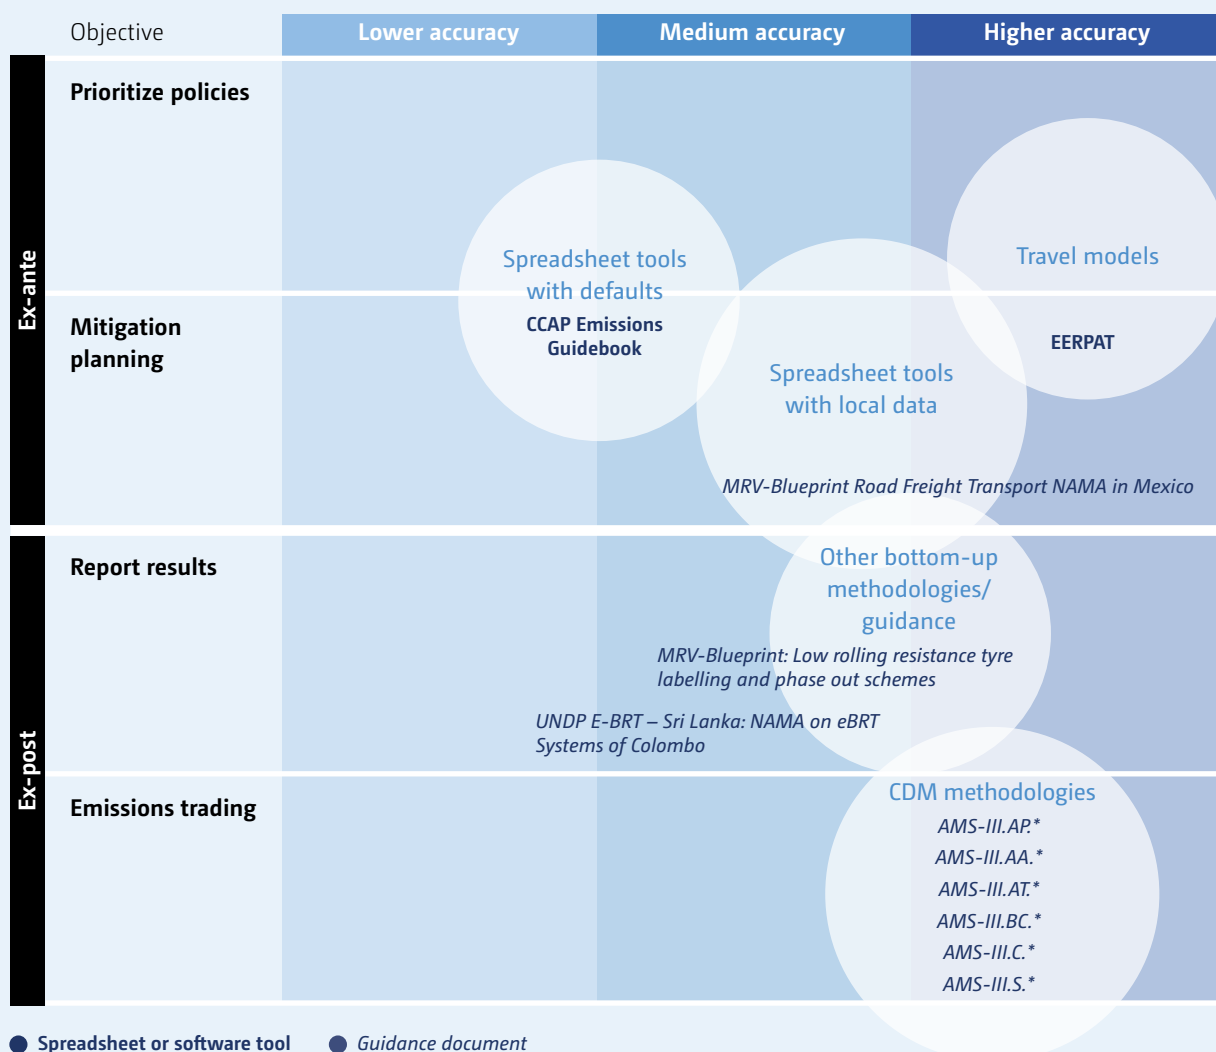 Objective
Lower accuracy
Medium accuracy
Higher accuracy
Ex-ante
Prioritize policies
Spreadsheet tools
with defaults
CCAP Emissions
Guidebook
Travel models
EERPAT
Mitigation
planning
Spreadsheet tools
with local data
MRV-Blueprint Road Freight Transport NAMA in Mexico
Ex-post
Report results
Other bottom-up
methodologies/
guidance
MRV-Blueprint: Low rolling resistance tyre
labelling and phase out schemes
UNDP E-BRT – Sri Lanka: NAMA on eBRT
Systems of Colombo
Emissions trading
CDM methodologies
AMS-III.AP.*
AMS-III.AA.*
AMS-III.AT.*
AMS-III.BC.*
AMS-III.C.*
AMS-III.S.*
Spreadsheet or software tool
Guidance document